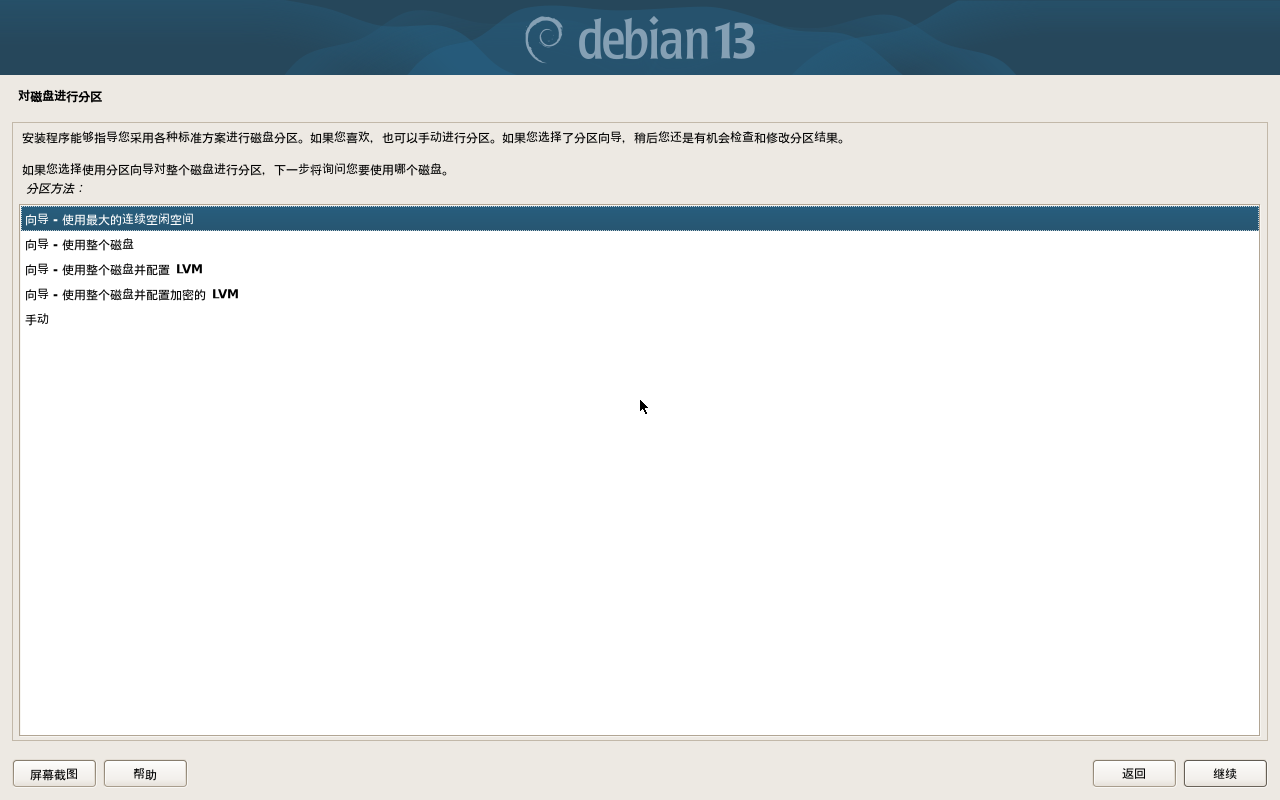 debian 13
对磁盘进行分区
安装程序能够指导您采用各种标准方案进行磁盘分区。如果您喜欢，也可以手动进行分区。如果您选择了分区向导，稍后您还是有机会检查和修改分区结果。
如果您选择使用分区向导对整个磁盘进行分区，下一步将询问您要使用哪个磁盘。
分区方法：
向导 - 使用最大的连续空闲空间
向导 - 使用整个磁盘
向导 - 使用整个磁盘并配置 LVM
向导 - 使用整个磁盘并配置加密的 LVM
手动
屏幕截图
帮助
返回
继续